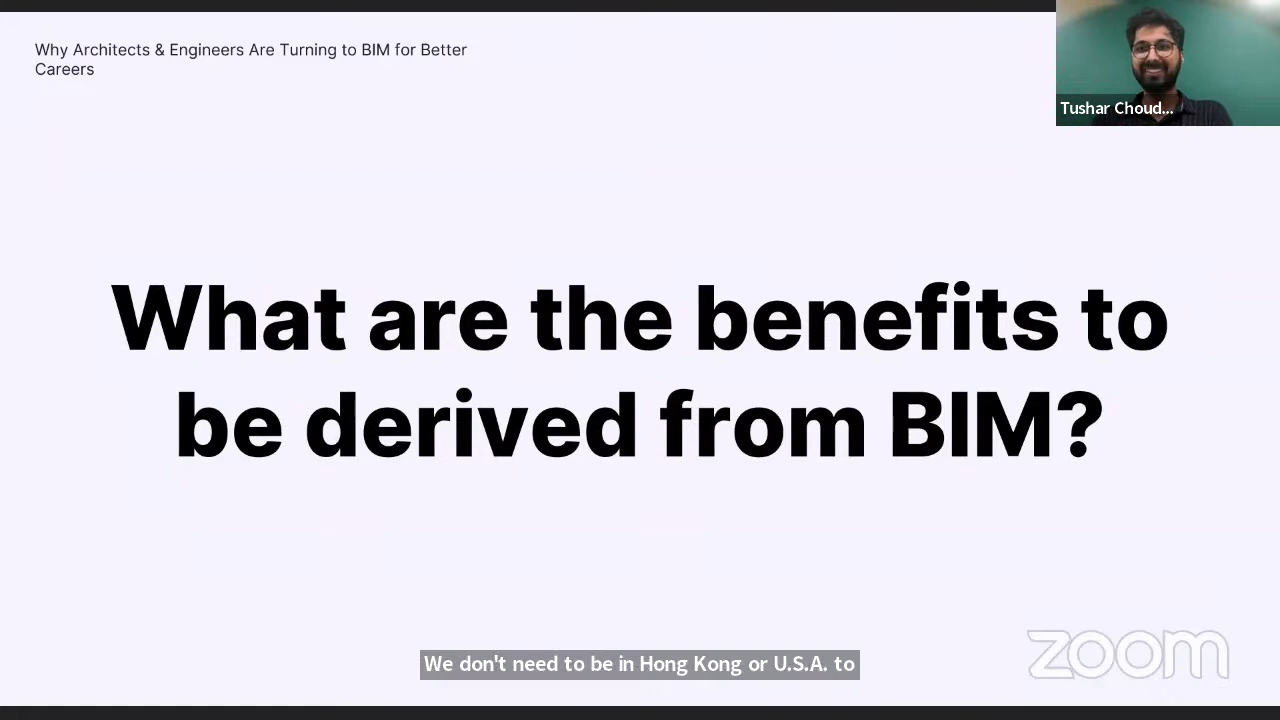 Why Architects & Engineers Are Turning to BIM for Better
Careers
Tushar Choud...
What are the benefits to
be derived from BIM?
We don't need to be in Hong Kong or U.S.A. to
zoom